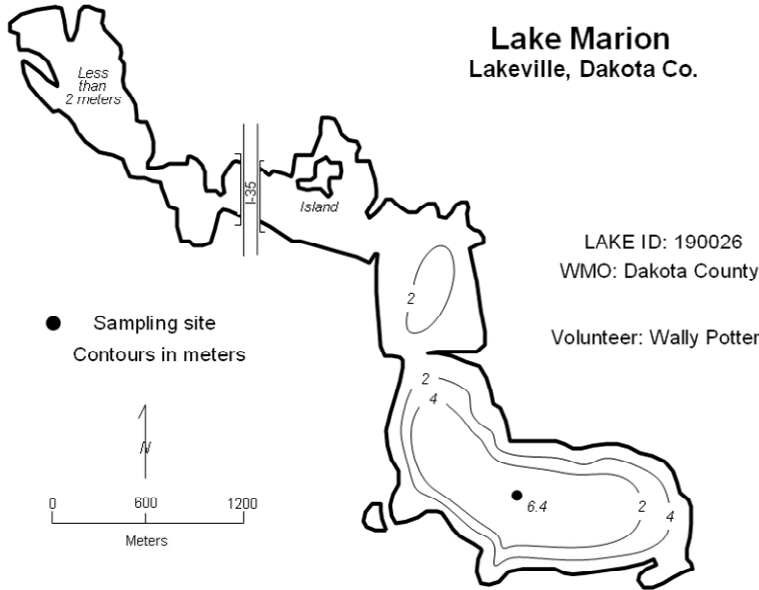 Lake Marion
Lakeville, Dakota Co.
Less
than
2 meters
I-35
Island
LAKE ID: 190026
WMO: Dakota County
2
Sampling site
Contours in meters
Volunteer: Wally Potter
2
4
N
6.4
2
4
0 600 1200
Meters